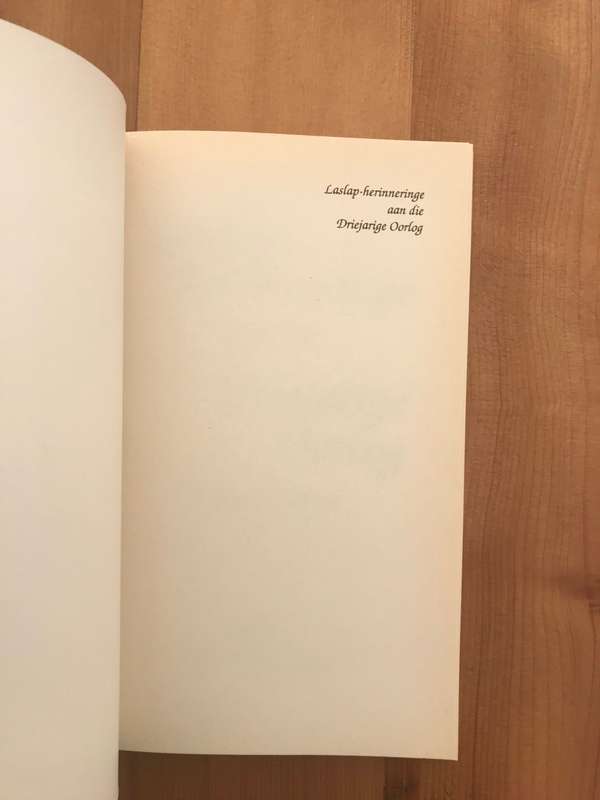 Laslap-herinneringe
aan die
Driejarige Oorlog